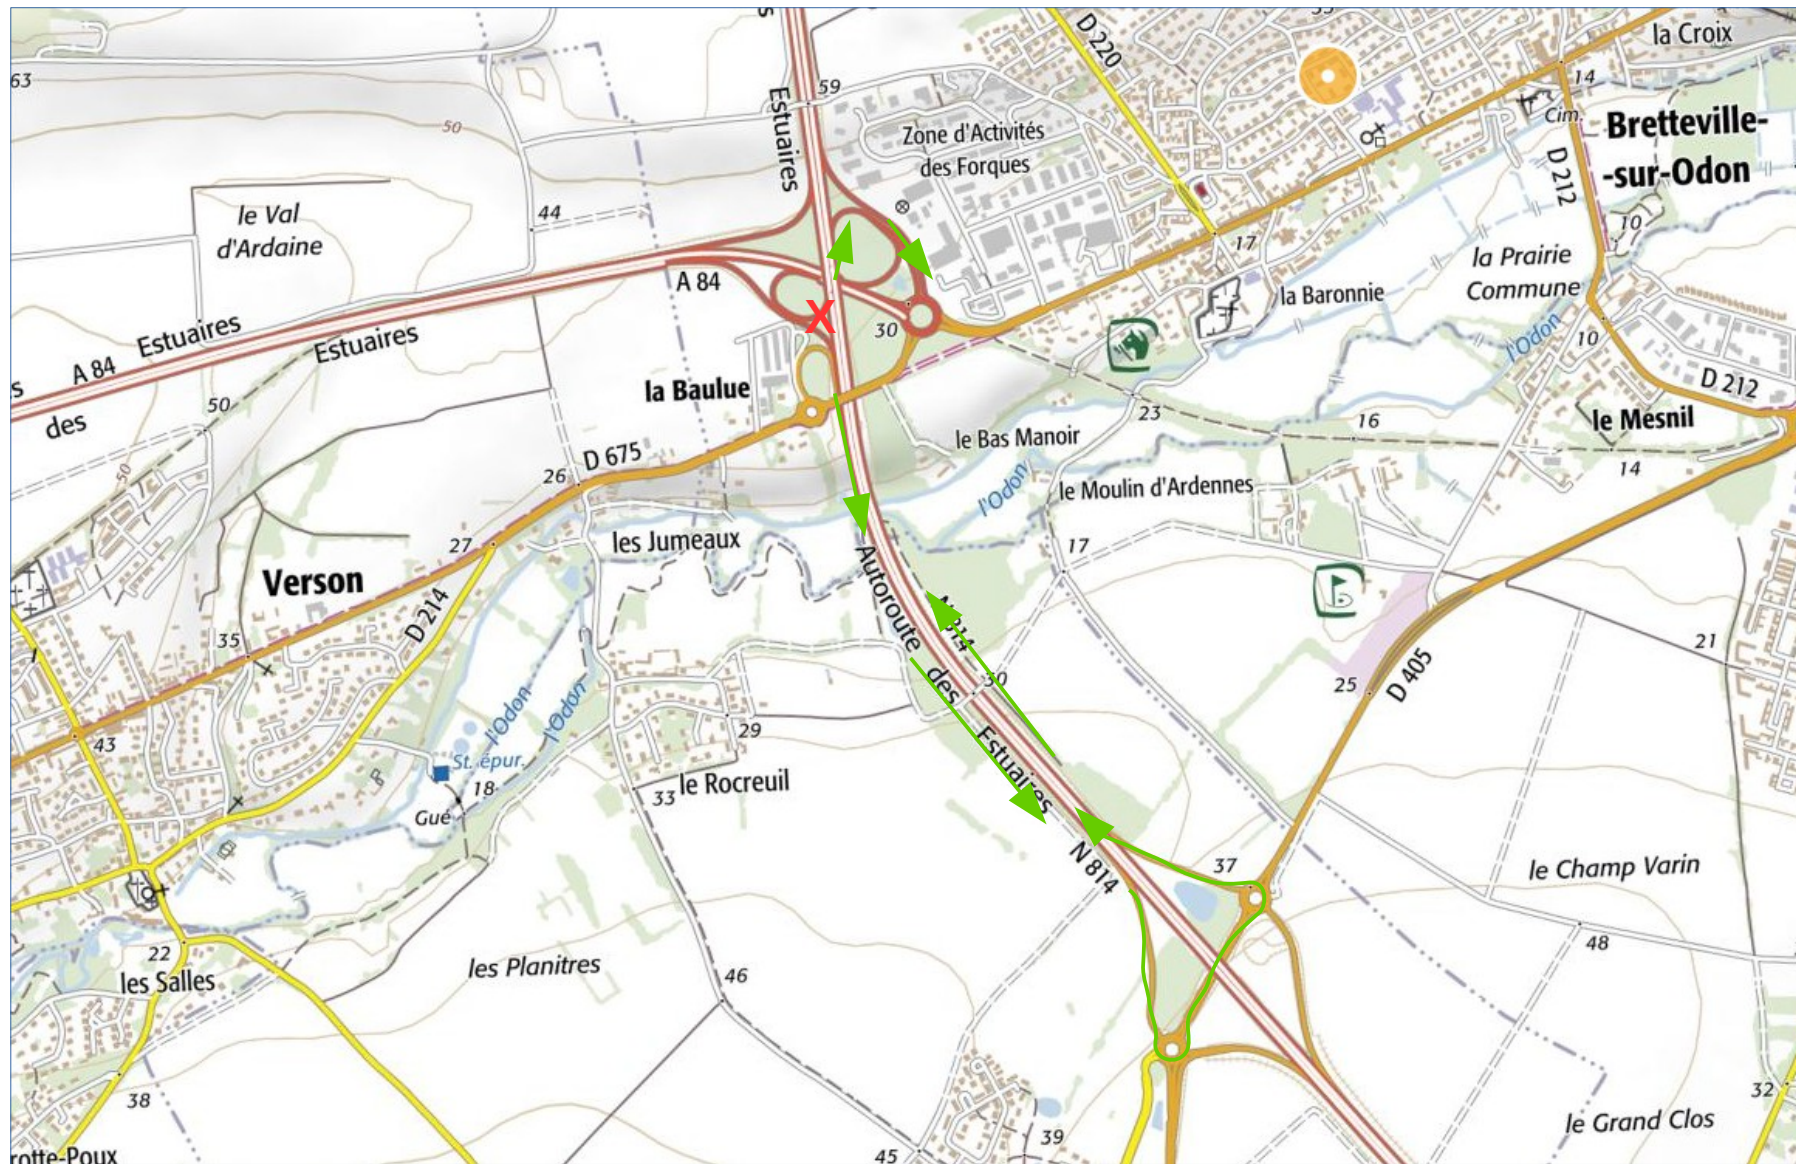 63
50
Estuaires
59
D 220
la Croix
14
Cim.
Bretteville-
-sur-Odon
D 212
Zone d'Activités
des Forques
le Val
d'Ardaine
44
10
17
la Prairie
Commune
A 84
la Baronnie
X
30
Estuaires
Estuaires
A 84
des
50
l'Odon
10
D 212
la Baulue
23
16
le Mesnil
14
le Bas Manoir
50
D 675
26
l'Odon
le Moulin d'Ardennes
27
les Jumeaux
17
Verson
D 214
Autoroute des Estuaires
N 814
35
21
D 405
25
l'Odon
l'Odon
43
29
St. épur.
18
le Rocreuil
33
Gué
N 814
37
le Champ Varin
22
48
les Salles
les Planitres
46
38
32
39
le Grand Clos
45
rotte-Poux